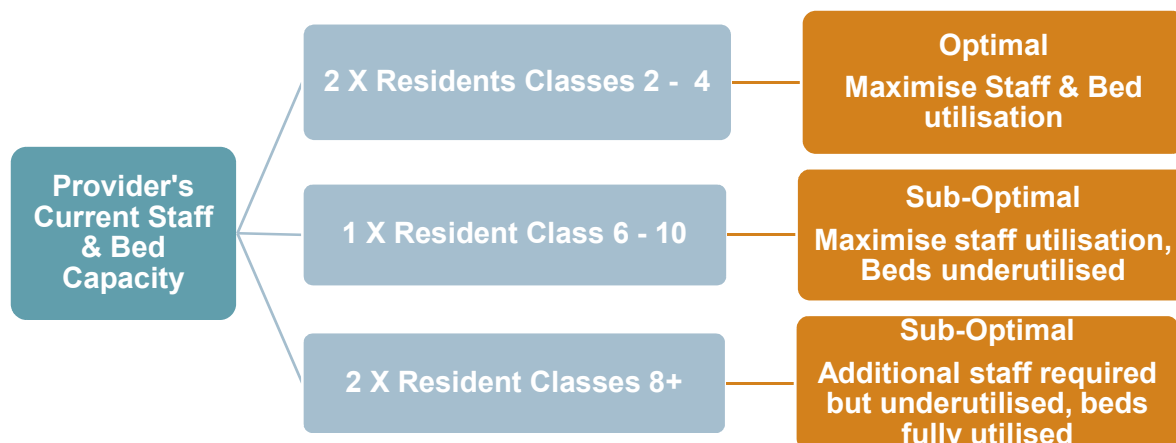 Provider's
Current Staff
& Bed
Capacity
2 X Residents Classes 2 -  4
Optimal
Maximise Staff & Bed
utilisation
1 X Resident Class 6 - 10
Sub-Optimal
Maximise staff utilisation,
Beds underutilised
2 X Resident Classes 8+
Sub-Optimal
Additional staff required
but underutilised, beds
fully utilised